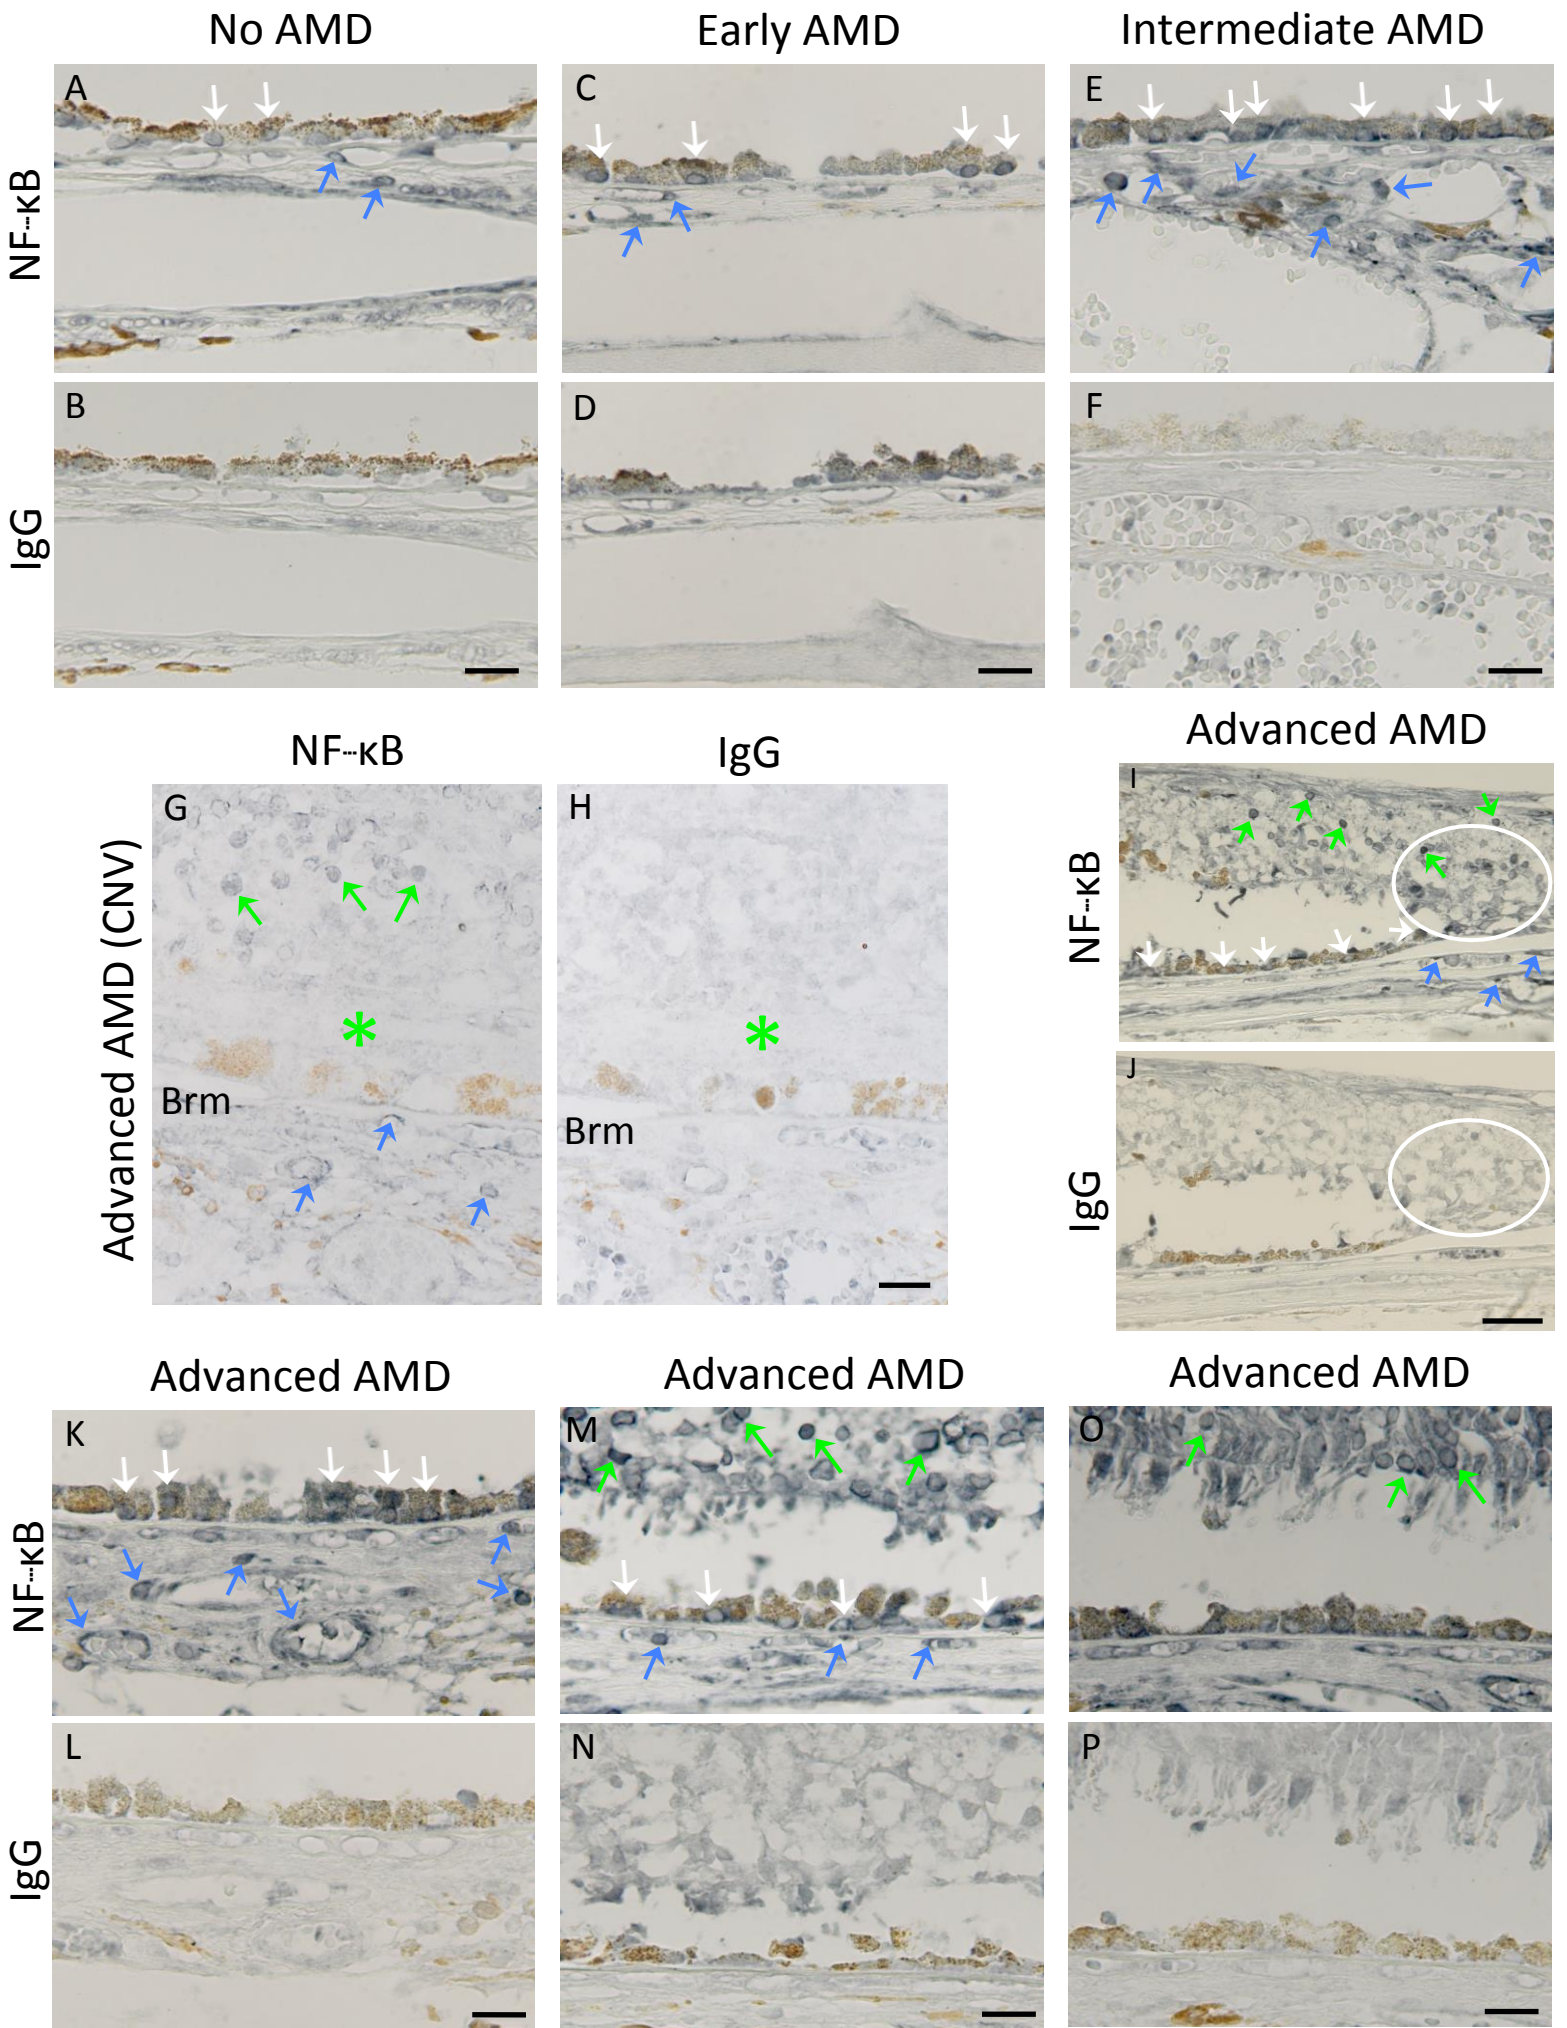 No AMD
Early AMD
Intermediate AMD
NF-κB
A
C
E
IgG
B
D
F
Advanced AMD (CNV)
NF-κB
IgG
G
H
Brm
Brm
Advanced AMD
NF-κB
I
IgG
J
Advanced AMD
Advanced AMD
Advanced AMD
NF-κB
K
M
O
IgG
L
N
P